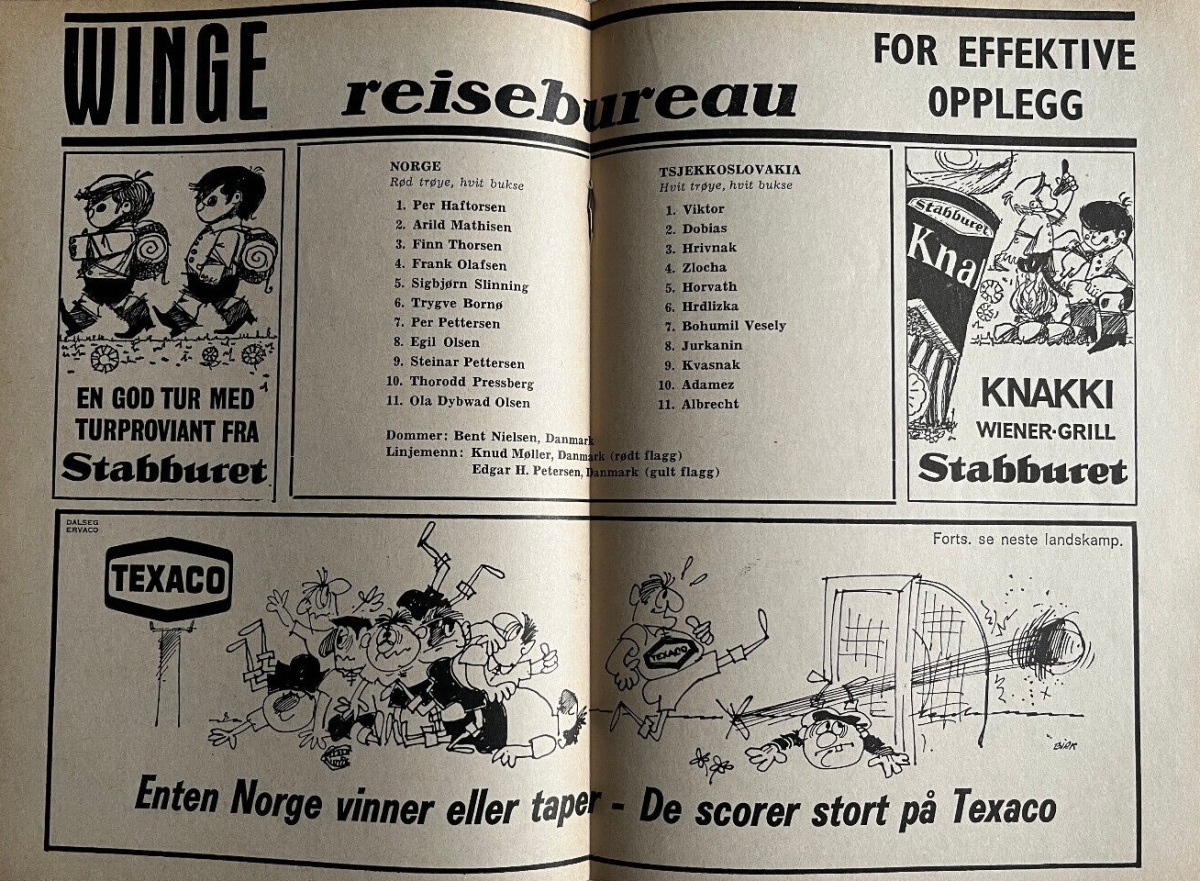 WINGE
reisebureau
FOR EFFEKTIVE
OPPLEGG
EN GOD TUR MED
TURPROVIANT FRA
Stabburet
NORGE
Rød trøye, hvit bukse
1. Per Haftorsen
2. Arild Mathisen
3. Finn Thorsen
4. Frank Olafsen
5. Sigbjørn Slinning
6. Trygve Bornø
7. Per Pettersen
8. Egil Olsen
9. Steinar Pettersen
10. Thorodd Pressberg
11. Ola Dybwad Olsen
TSJEKKOSLOVAKIA
Hvit trøye, hvit bukse
1. Viktor
2. Dobias
3. Hrivnak
4. Zlocha
5. Horvath
6. Hrdlizka
7. Bohumil Vesely
8. Jurkanin
9. Kvasnak
10. Adamez
11. Albrecht
Dommer: Bent Nielsen, Danmark
Linjemenn: Knud Møller, Danmark (rødt flagg)
Edgar H. Petersen, Danmark (gult flagg)
Stabburet
Kna
KNAKKI
WIENER-GRILL
Stabburet
DALSEG
ERVACO
TEXACO
Forts. se neste landskamp.
TEXACO
BIRK
Enten Norge vinner eller taper - De scorer stort på Texaco